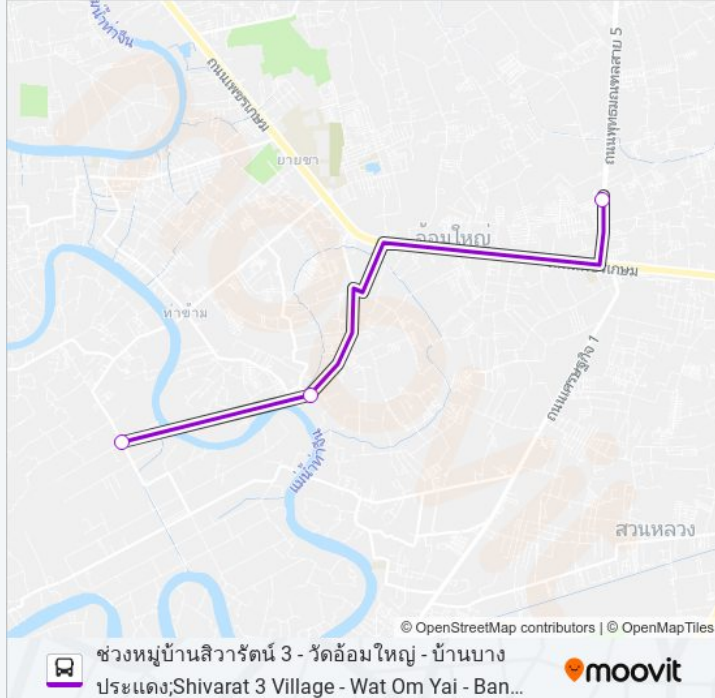 แม่น้ำท่าจีน
ถนนเพชรเกษม
ถนนพุทธมณฑลสาย 5
ยายชา
อ้อมใหญ่
ท่าข้าม
ถนนเศรษฐกิจ 1
แม่น้ำท่าจีน
สวนหลวง
© OpenStreetMap contributors | © OpenMapTiles
ช่วงหมู่บ้านสิวารัตน์ 3 - วัดอ้อมใหญ่ - บ้านบาง
ประแดง;Shivarat 3 Village - Wat Om Yai - Ban…
moovit